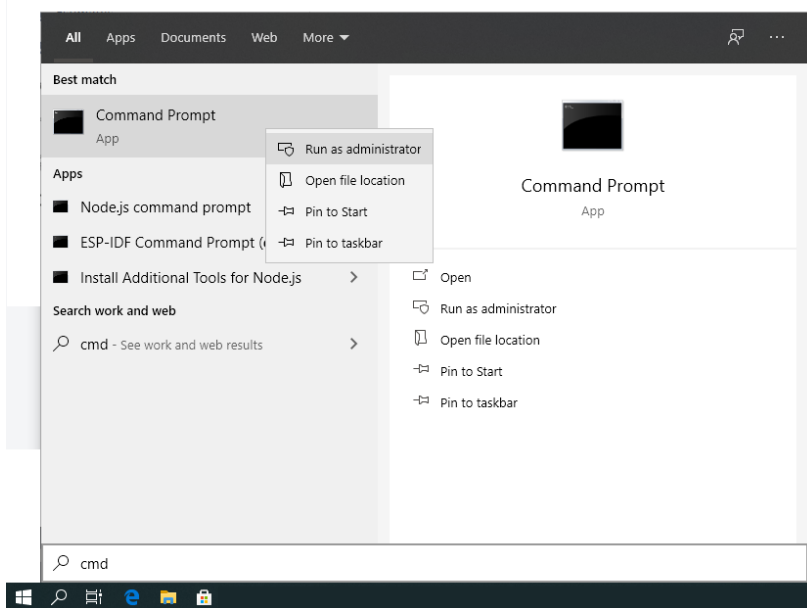 All Apps Documents Web More
Best match
Command Prompt
App
Run as administrator
Open file location
Pin to Start
Pin to taskbar
Apps
Node.js command prompt
ESP-IDF Command Prompt
Install Additional Tools for Node.js
Search work and web
cmd - See work and web results
Command Prompt
App
Open
Run as administrator
Open file location
Pin to Start
Pin to taskbar
cmd